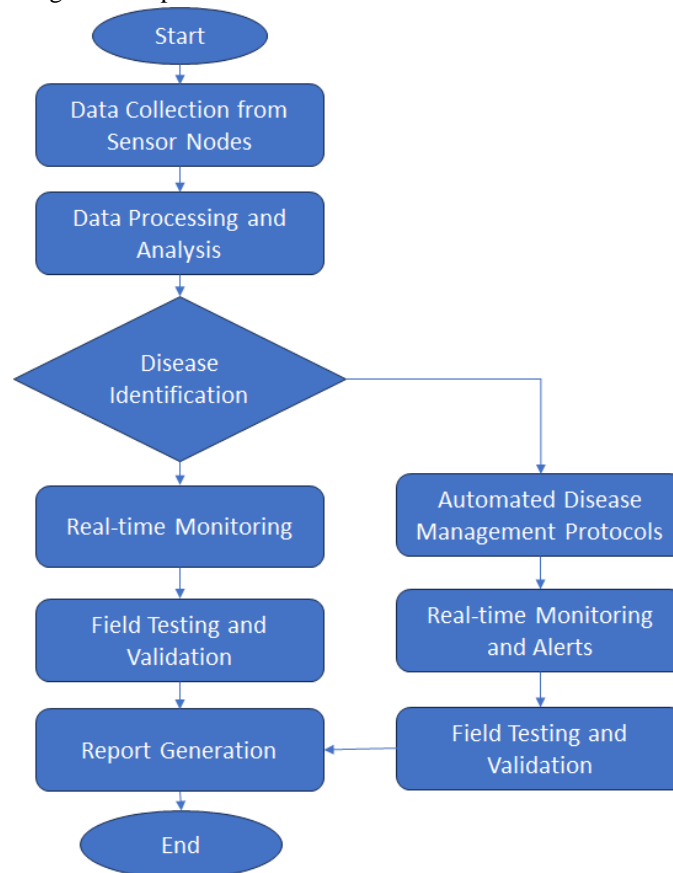 Start
Data Collection from
Sensor Nodes
Data Processing and
Analysis
Disease
Identification
Real-time Monitoring
Field Testing and
Validation
Report Generation
End
Automated Disease
Management Protocols
Real-time Monitoring
and Alerts
Field Testing and
Validation